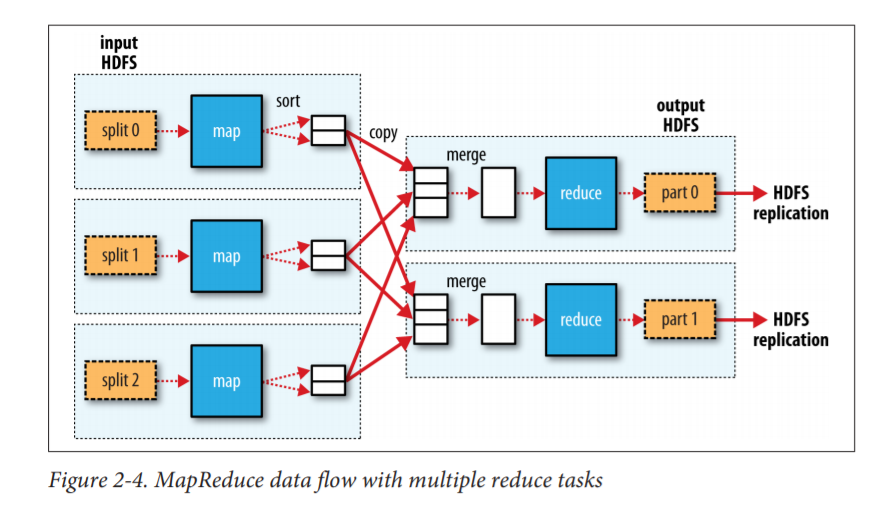 input
HDFS
split 0
map
sort
copy
split 1
map
split 2
map
output
HDFS
merge
reduce
part 0
HDFS
replication
merge
reduce
part 1
HDFS
replication
Figure 2-4. MapReduce data flow with multiple reduce tasks